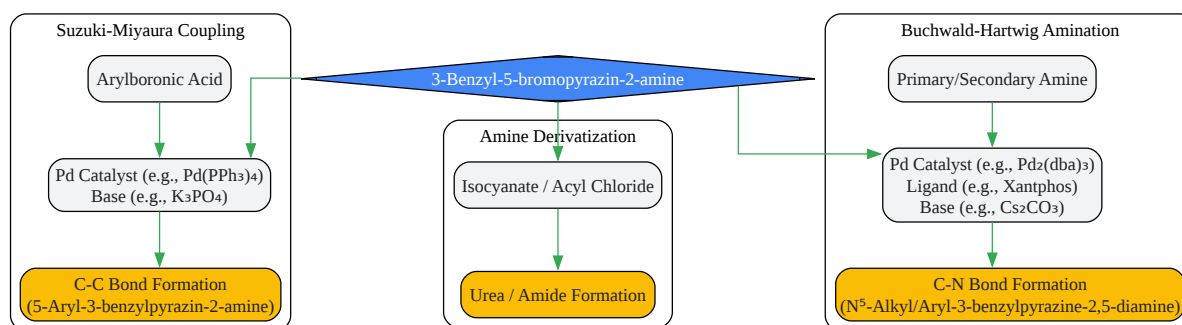 Suzuki-Miyaura Coupling
Arylboronic Acid
Pd Catalyst (e.g., Pd(PPh₃)₄)
Base (e.g., K₃PO₄)
C-C Bond Formation
(5-Aryl-3-benzylpyrazin-2-amine)
3-Benzyl-5-bromopyrazin-2-amine
Amine Derivatization
Isocyanate / Acyl Chloride
Urea / Amide Formation
Buchwald-Hartwig Amination
Primary/Secondary Amine
Pd Catalyst (e.g., Pd₂(dba)₃)
Ligand (e.g., Xantphos)
Base (e.g., Cs₂CO₃)
C-N Bond Formation
(N⁵-Alkyl/Aryl-3-benzylpyrazine-2,5-diamine)